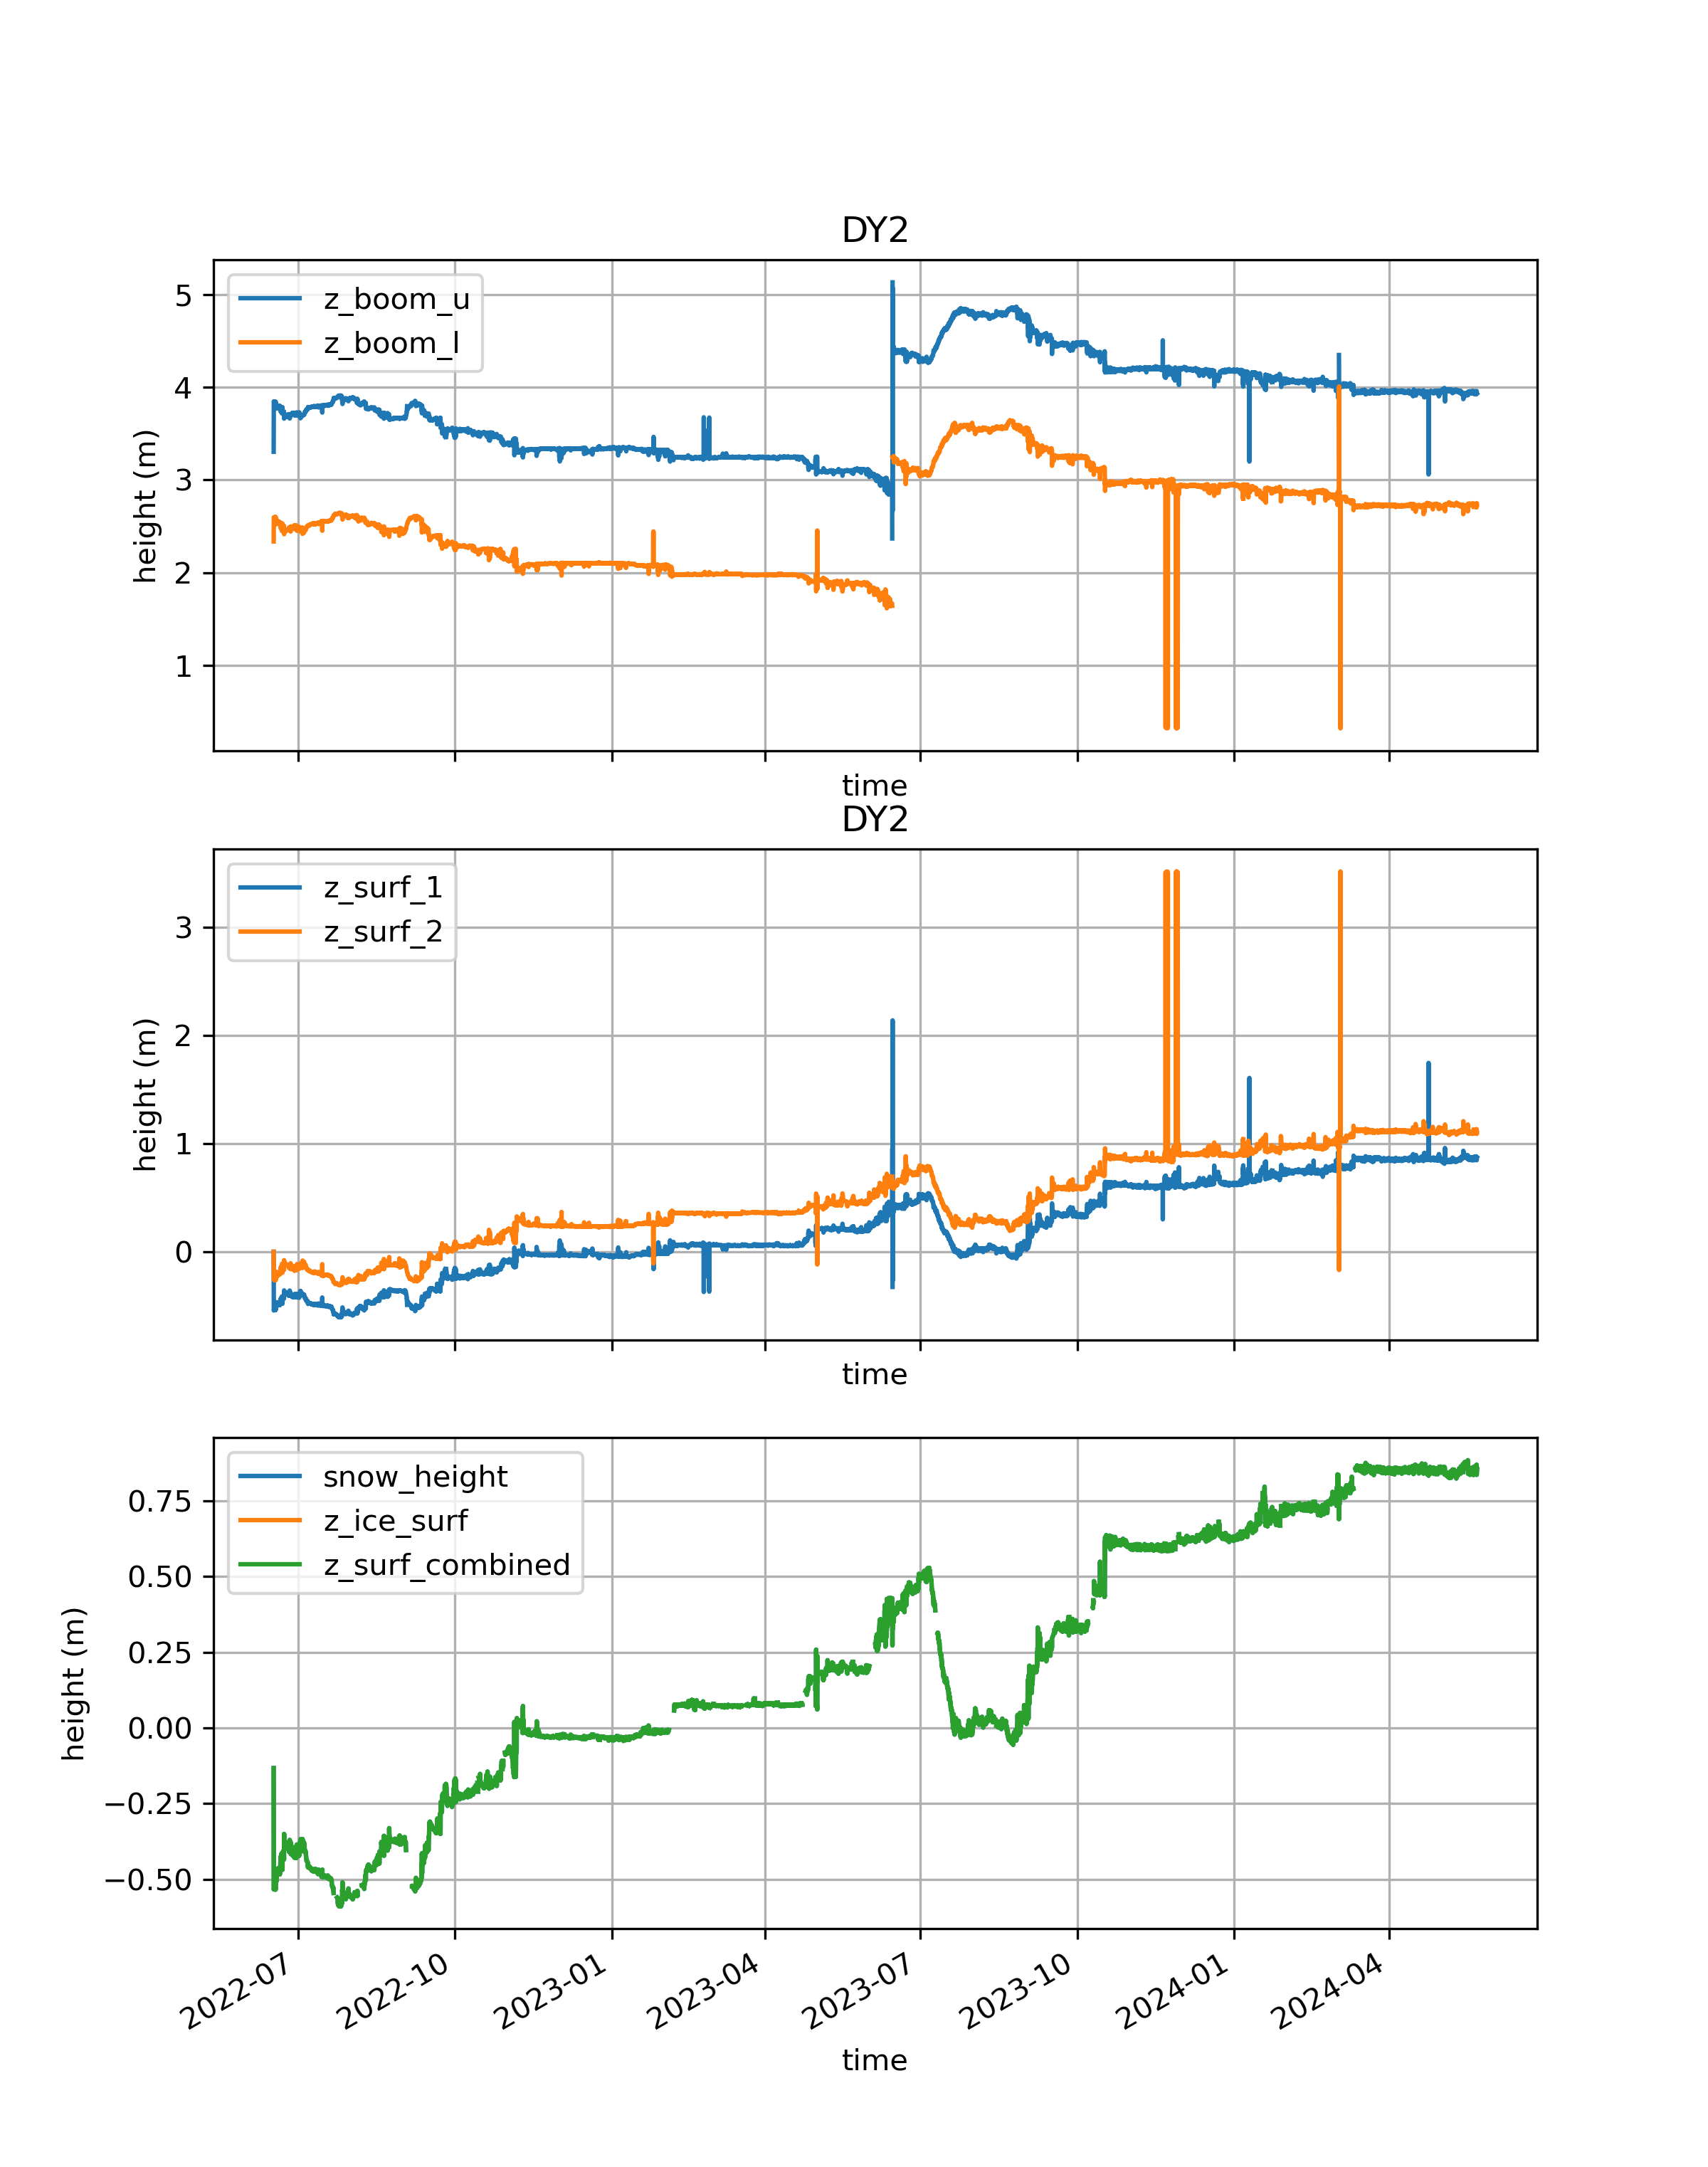 DY2
z_boom_u
z_boom_l
5
4
3
2
1
height (m)
time
DY2
z_surf_1
z_surf_2
3
2
1
0
height (m)
time
snow_height
z_ice_surf
z_surf_combined
0.75
0.50
0.25
0.00
−0.25
−0.50
height (m)
2022-07
2022-10
2023-01
2023-04
2023-07
2023-10
2024-01
2024-04
time